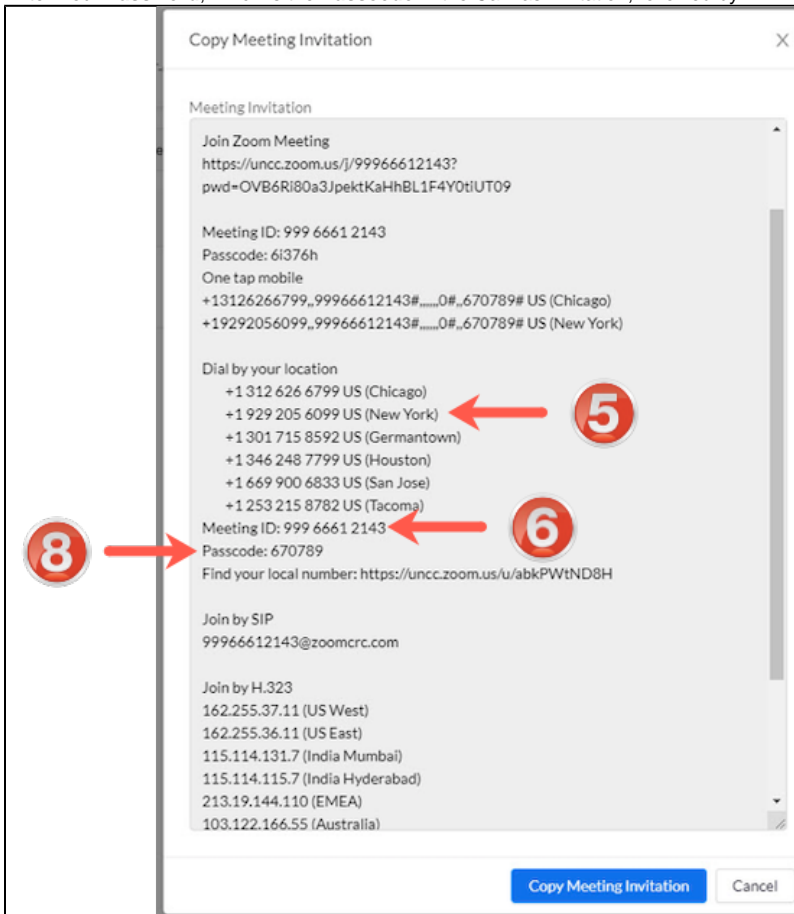 Copy Meeting Invitation X
Meeting Invitation
Join Zoom Meeting
https://uncc.zoom.us/j/99966612143?
pwd=OVB6Ri80a3JpektKaHhBL1F4Y0tiUT09
Meeting ID: 999 6661 2143
Passcode: 6i376h
One tap mobile
+13126266799,,99966612143#,,,,,,0#,,670789# US (Chicago)
+19292056099,,99966612143#,,,,,,0#,,670789# US (New York)
Dial by your location
+1 312 626 6799 US (Chicago)
+1 929 205 6099 US (New York) 5
+1 301 715 8592 US (Germantown)
+1 346 248 7799 US (Houston)
+1 669 900 6833 US (San Jose)
+1 253 215 8782 US (Tacoma)
Meeting ID: 999 6661 2143 6
8 Passcode: 670789
Find your local number: https://uncc.zoom.us/u/abkPWtND8H
Join by SIP
99966612143@zoomcrc.com
Join by H.323
162.255.37.11 (US West)
162.255.36.11 (US East)
115.114.131.7 (India Mumbai)
115.114.115.7 (India Hyderabad)
213.19.144.110 (EMEA)
103.122.166.55 (Australia)
Copy Meeting Invitation Cancel